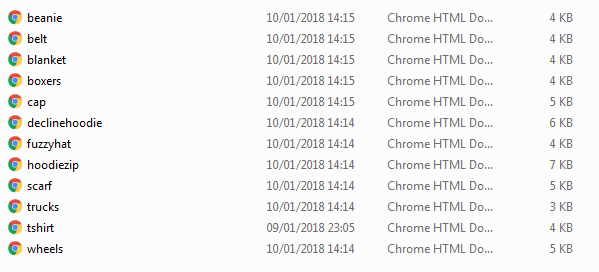 beanie 10/01/2018 14:15 Chrome HTML Do... 4 KB
belt 10/01/2018 14:15 Chrome HTML Do... 4 KB
blanket 10/01/2018 14:15 Chrome HTML Do... 4 KB
boxers 10/01/2018 14:15 Chrome HTML Do... 4 KB
cap 10/01/2018 14:15 Chrome HTML Do... 5 KB
declinehoodie 10/01/2018 14:14 Chrome HTML Do... 6 KB
fuzzyhat 10/01/2018 14:14 Chrome HTML Do... 4 KB
hoodiezip 10/01/2018 14:14 Chrome HTML Do... 7 KB
scarf 10/01/2018 14:14 Chrome HTML Do... 5 KB
trucks 10/01/2018 14:14 Chrome HTML Do... 3 KB
tshirt 09/01/2018 23:05 Chrome HTML Do... 4 KB
wheels 10/01/2018 14:14 Chrome HTML Do... 5 KB